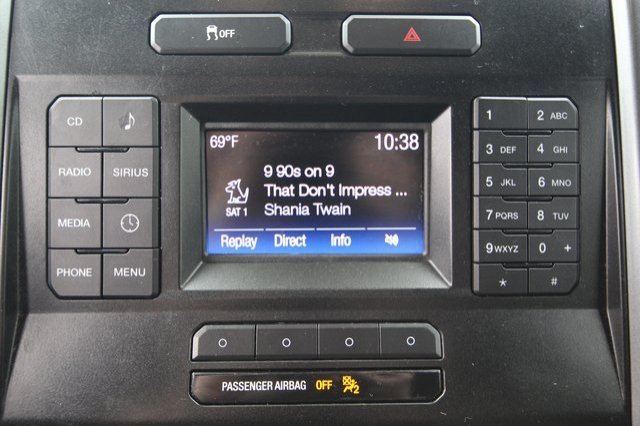 OFF
69°F 10:38
9 90s on 9
That Don't Impress ...
SAT 1 Shania Twain
Replay Direct Info
CD
RADIO SIRIUS
MEDIA
PHONE MENU
1 2 ABC
3 DEF 4 GHI
5 JKL 6 MNO
7 PQRS 8 TUV
9 WXYZ 0 +
* #
PASSENGER AIRBAG OFF 2